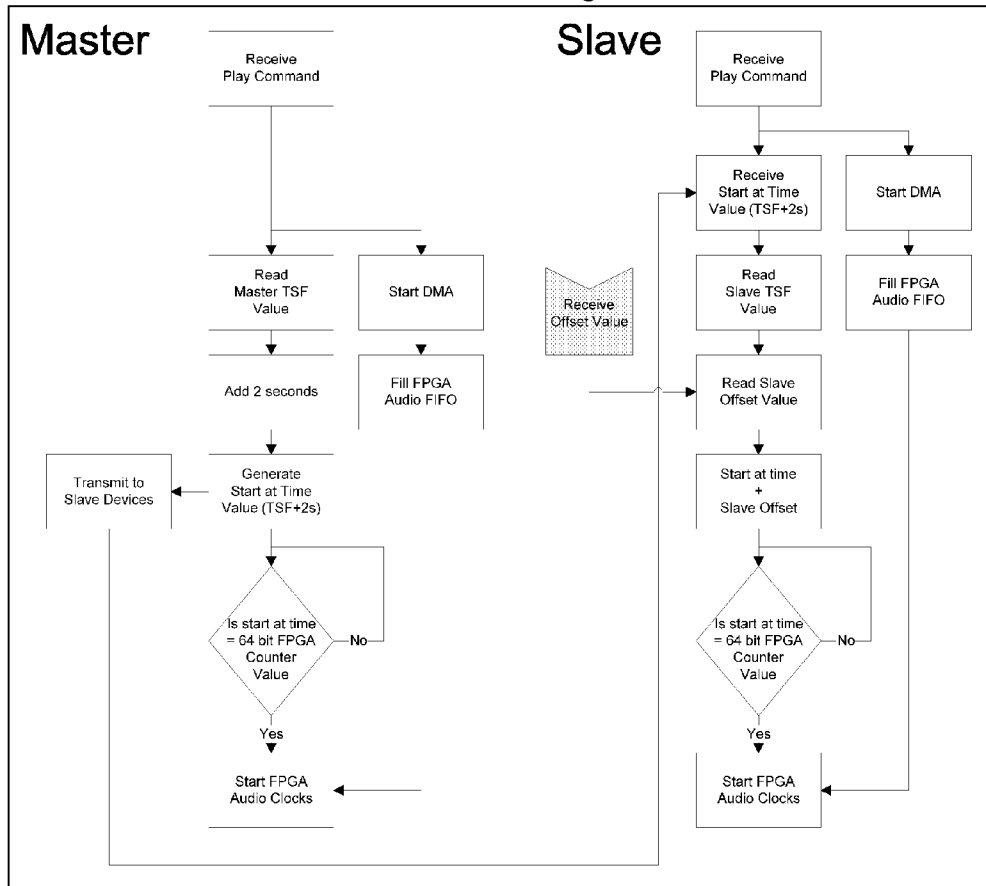 Master
Receive
Play Command
Read
Master TSF
Value
Start DMA
Add 2 seconds
Fill FPGA
Audio FIFO
Transmit to
Slave Devices
Generate
Start at Time
Value (TSF+2s)
Is start at time
= 64 bit FPGA
Counter
Value
No
Yes
Start FPGA
Audio Clocks
Slave
Receive
Play Command
Receive
Start at Time
Value (TSF+2s)
Start DMA
Receive
Offset Value
Read
Slave TSF
Value
Fill FPGA
Audio FIFO
Read Slave
Offset Value
Start at time
+
Slave Offset
Is start at time
= 64 bit FPGA
Counter
Value
No
Yes
Start FPGA
Audio Clocks